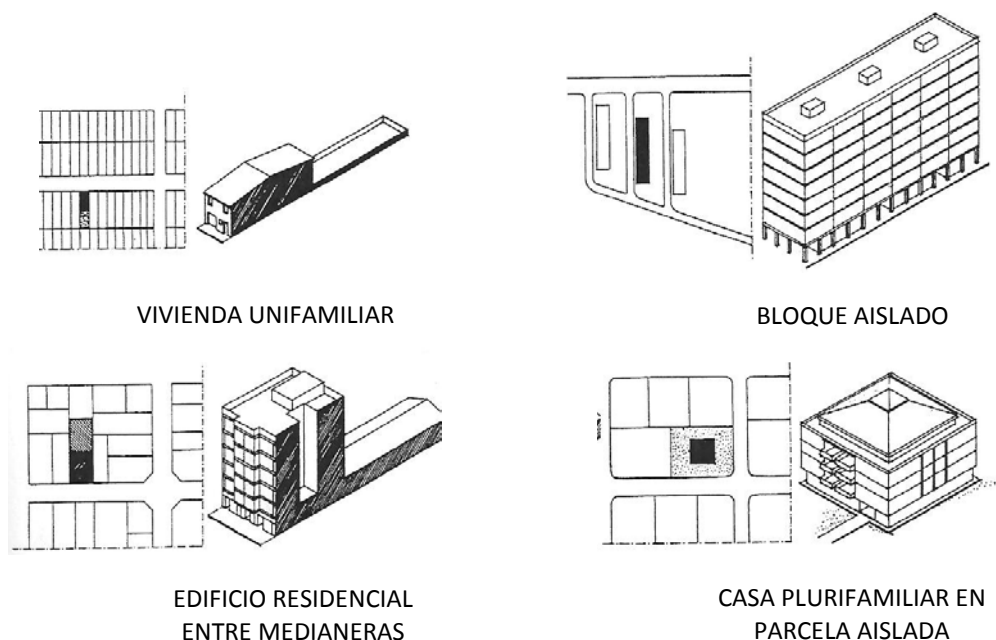 VIVIENDA UNIFAMILIAR
BLOQUE AISLADO
EDIFICIO RESIDENCIAL
ENTRE MEDIANERAS
CASA PLURIFAMILIAR EN
PARCELA AISLADA